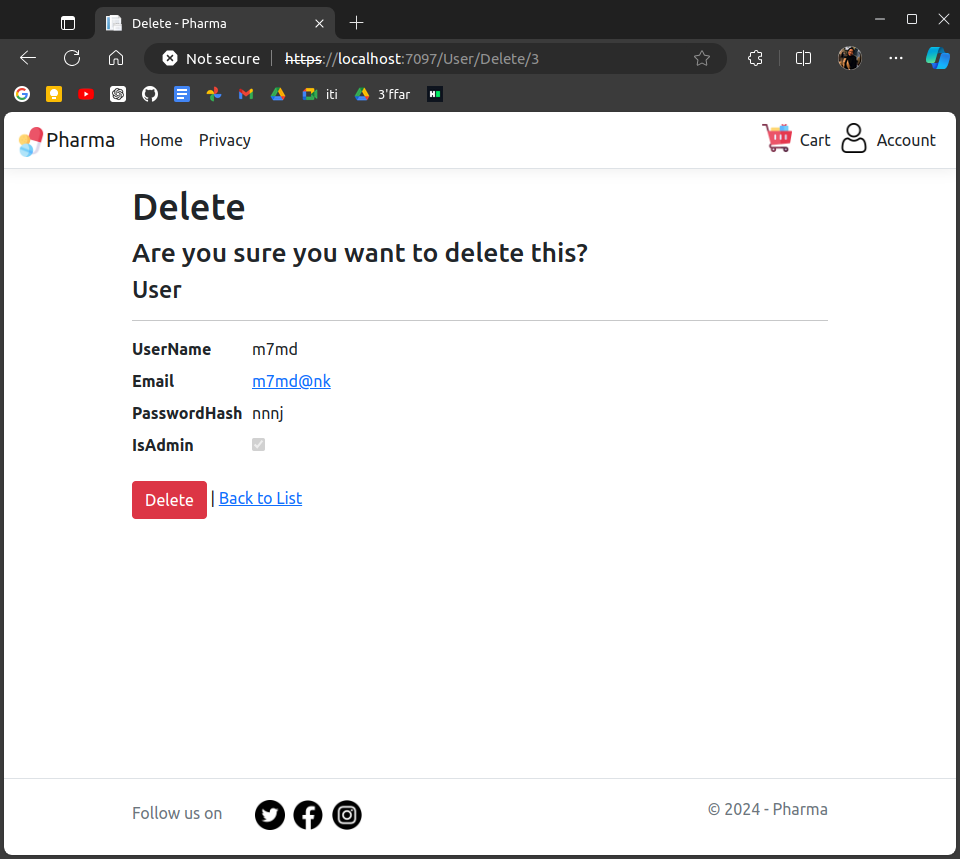 Delete - Pharma
Not secure https://localhost:7097/User/Delete/3
iti 3'ffar H
Pharma Home Privacy Cart Account
Delete
Are you sure you want to delete this?
User
UserName m7md
Email m7md@nk
PasswordHash nnnj
IsAdmin
Delete | Back to List
Follow us on © 2024 - Pharma